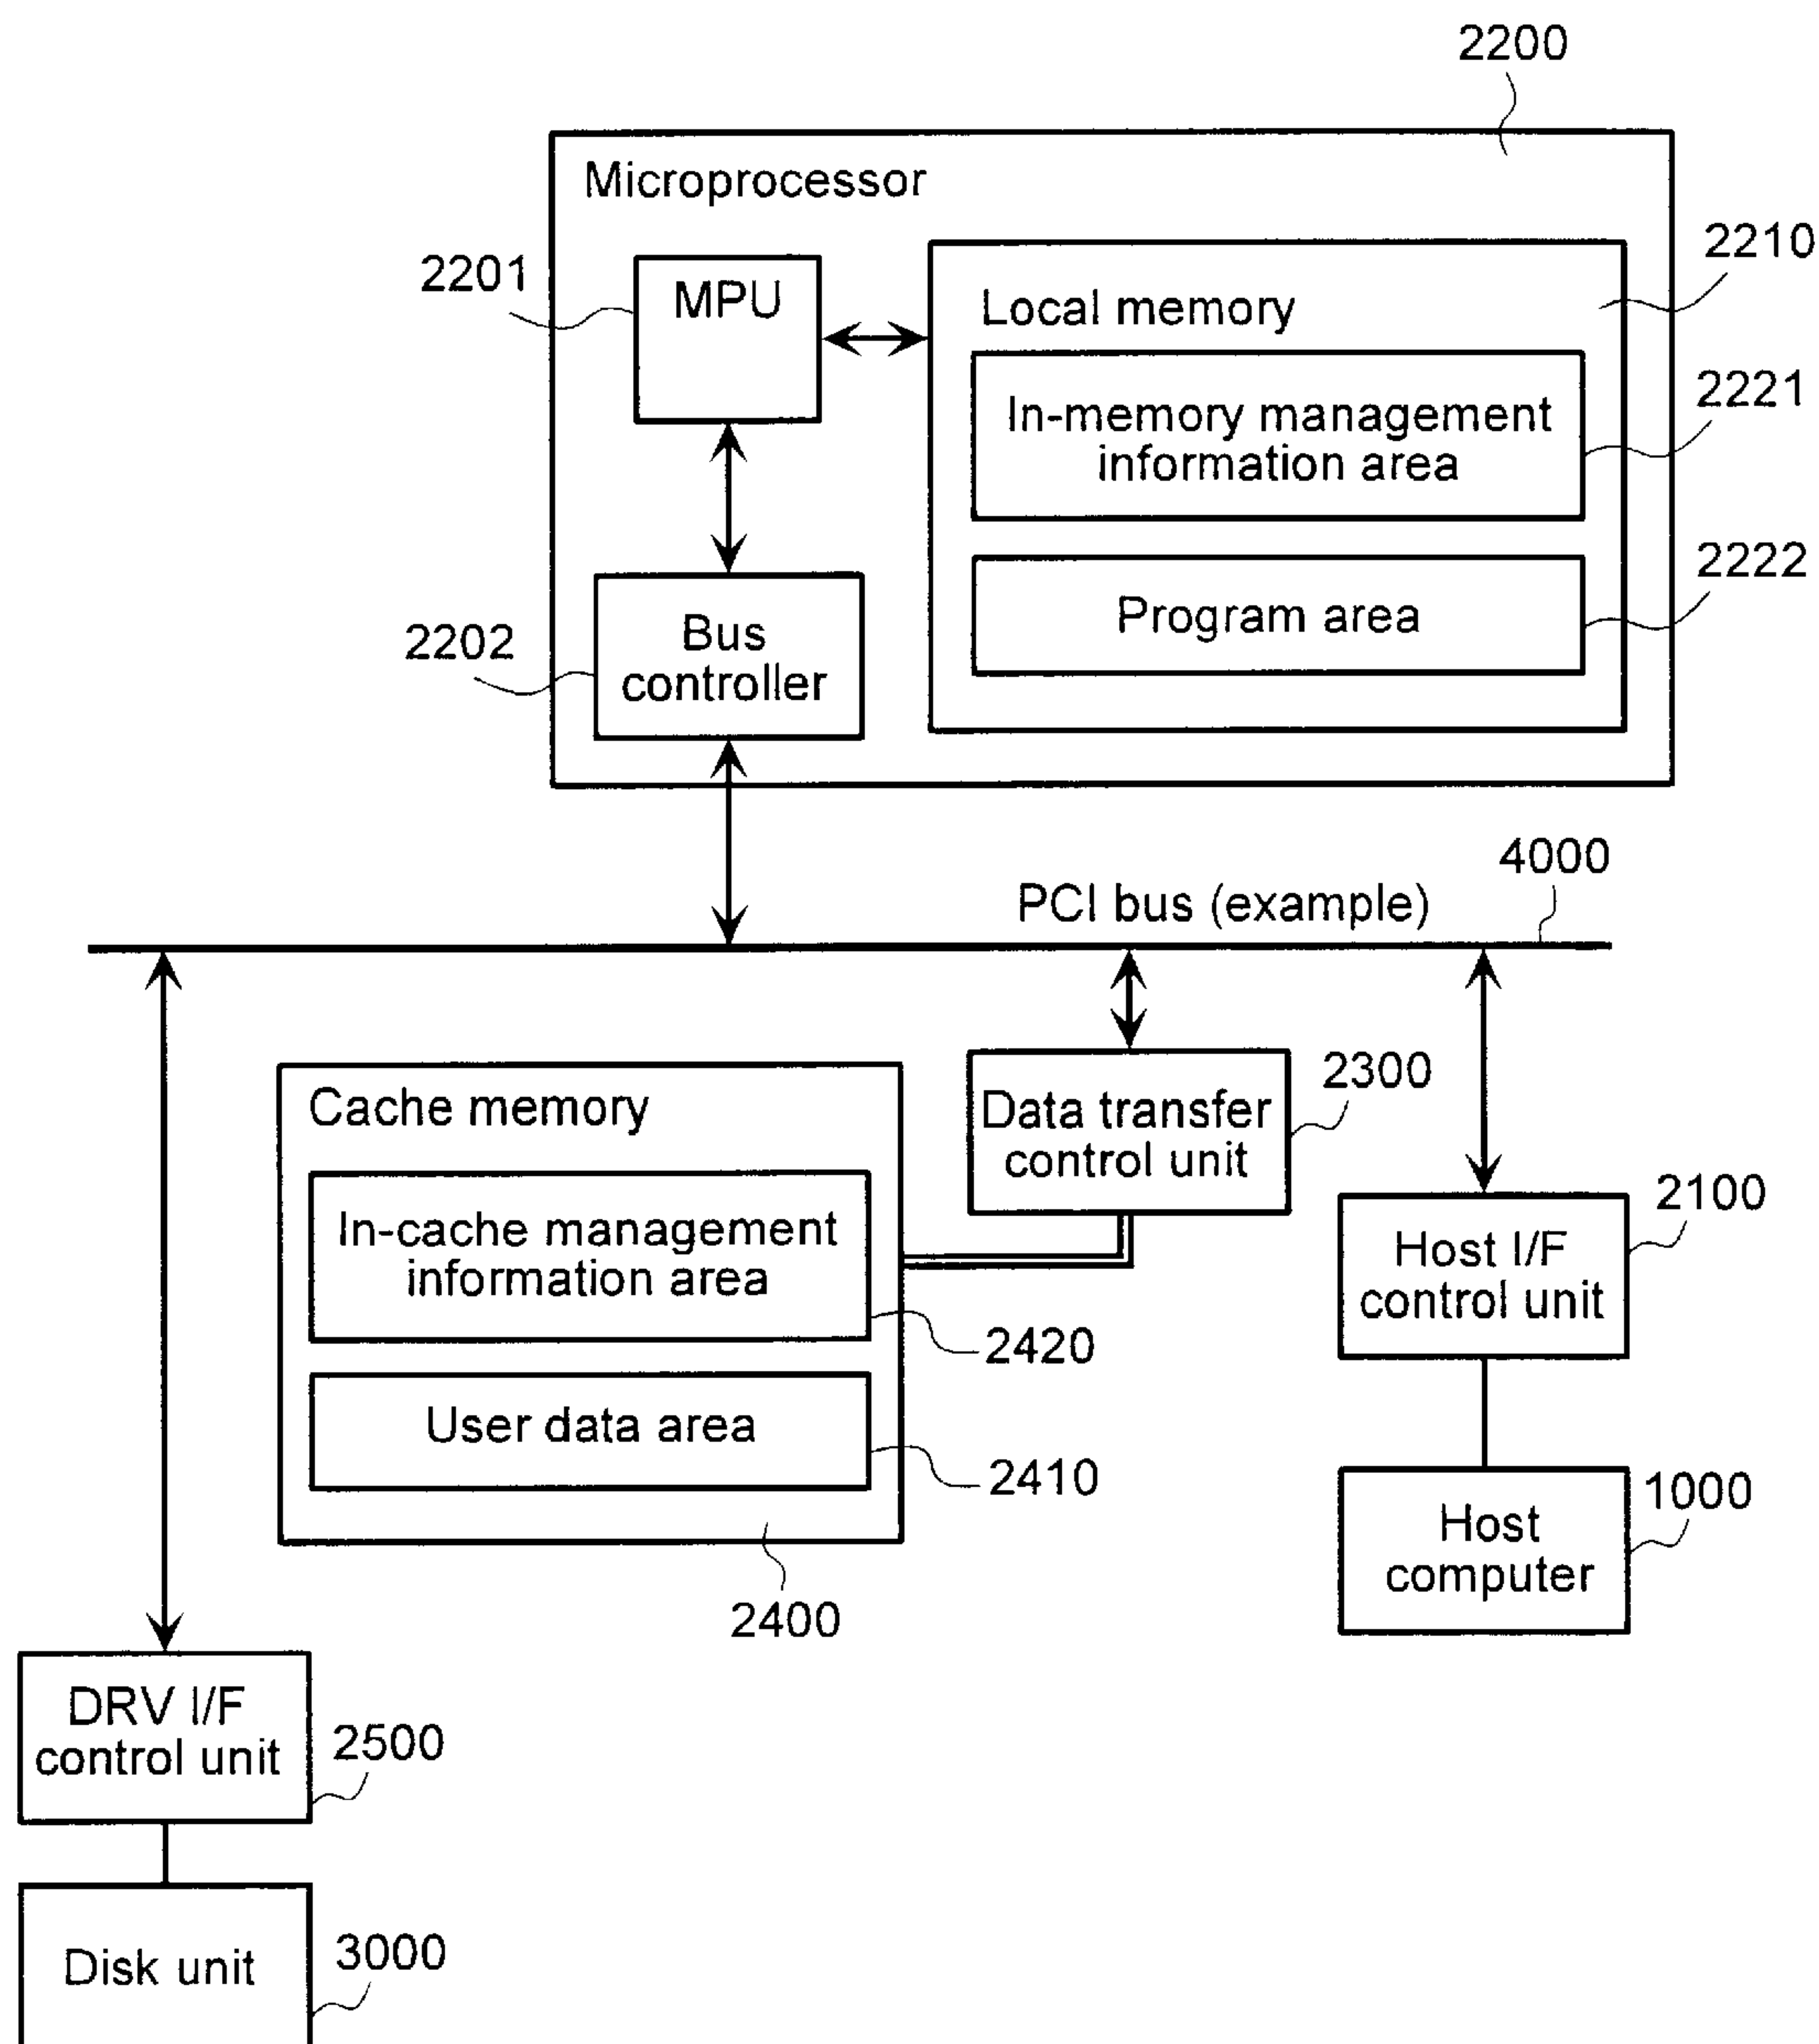 2200
Microprocessor
2201
MPU
2210
Local memory
2221
In-memory management
information area
2222
Program area
2202
Bus
controller
4000
PCI bus (example)
2300
Data transfer
control unit
Cache memory
In-cache management
information area
2420
User data area
2410
2400
2100
Host I/F
control unit
1000
Host
computer
DRV I/F
control unit
2500
Disk unit
3000